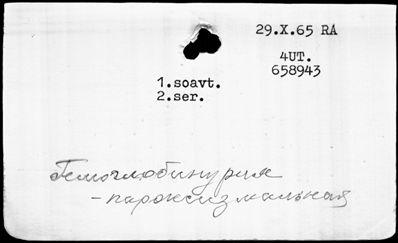 29.X.65 RA
4UT.
658943
1.soavt.
2.ser.
Гемоглобинурия
-пароксизмальная